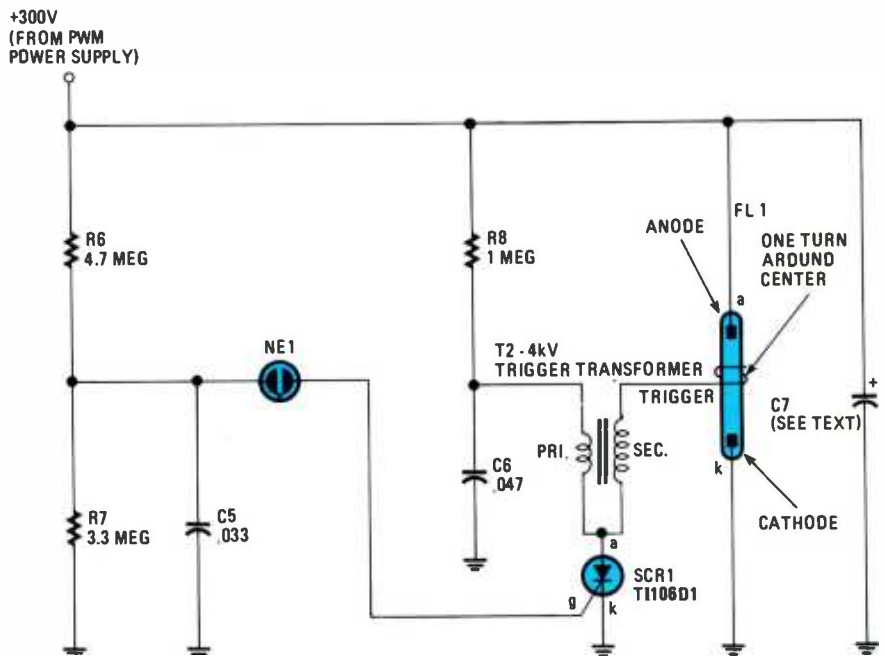 +300V
(FROM PWM
POWER SUPPLY)
R6
4.7 MEG
R8
1 MEG
FL 1
ANODE
ONE TURN
AROUND
CENTER
a
NE1
T2 - 4kV
TRIGGER TRANSFORMER
TRIGGER
+
C7
(SEE TEXT)
PRI.
SEC.
k
C6
.047
R7
3.3 MEG
C5
.033
CATHODE
a
SCR1
TI106D1
g
k